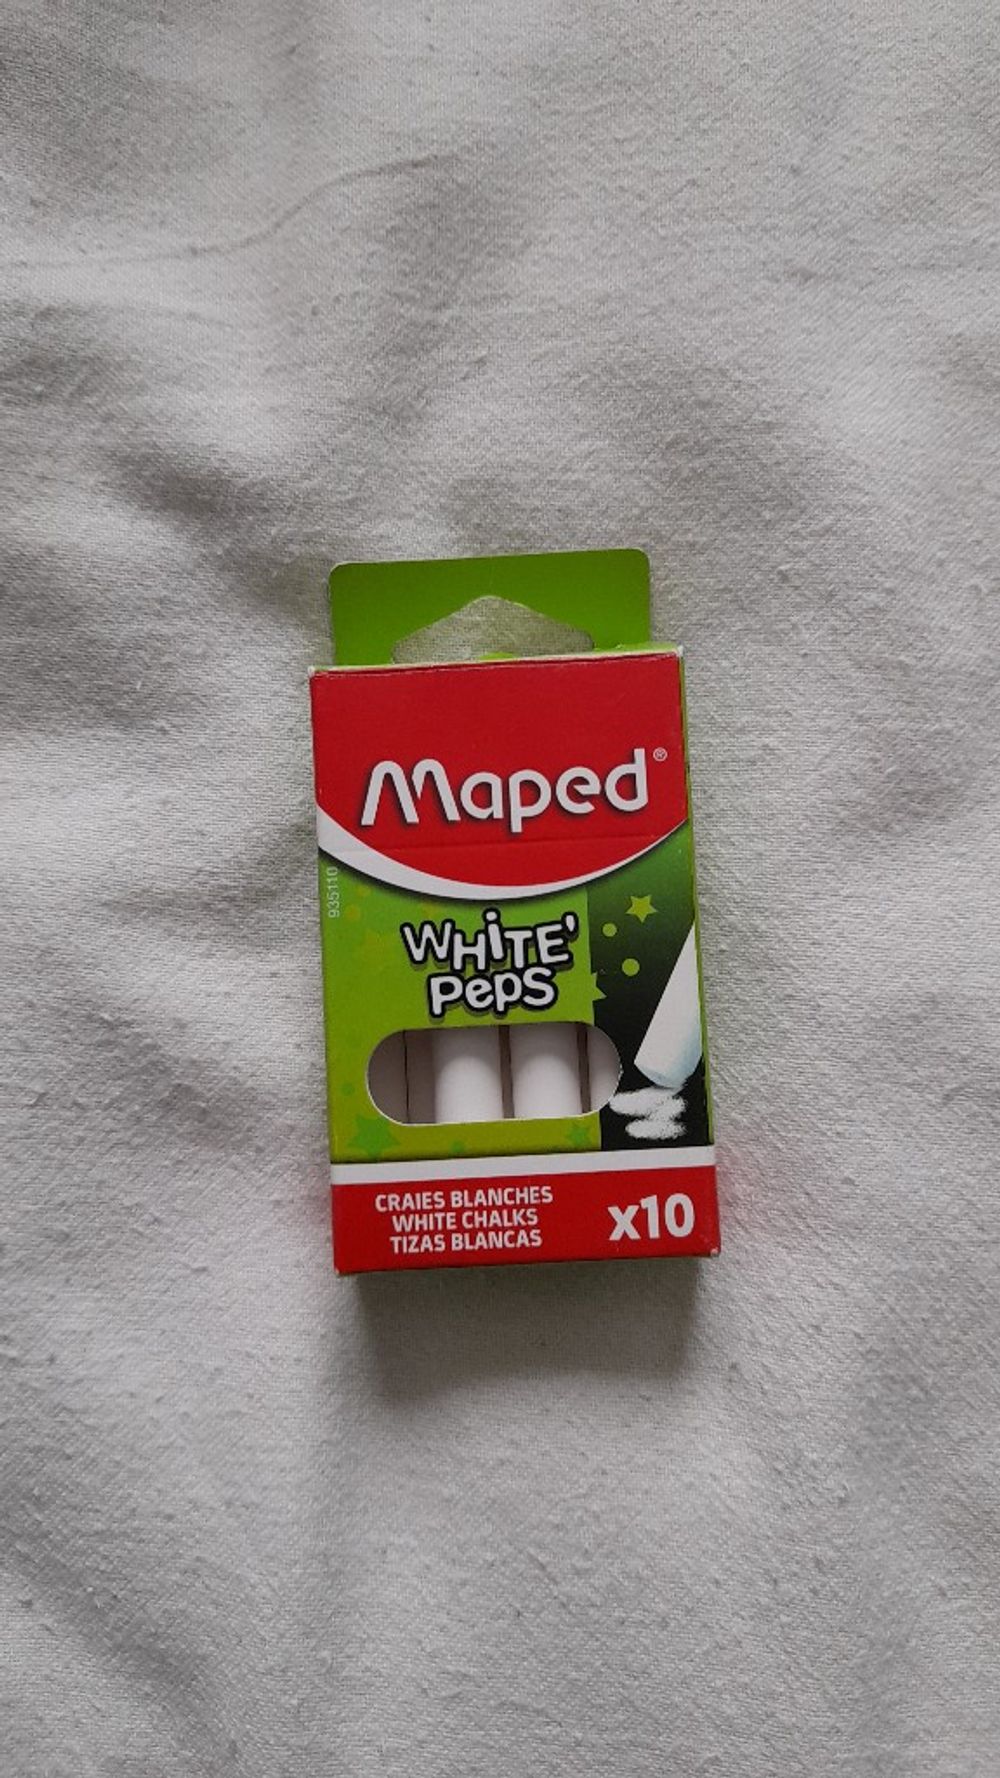 Maped®
935110
WHITE'
Peps
CRAIES BLANCHES
WHITE CHALKS
TIZAS BLANCAS
x10